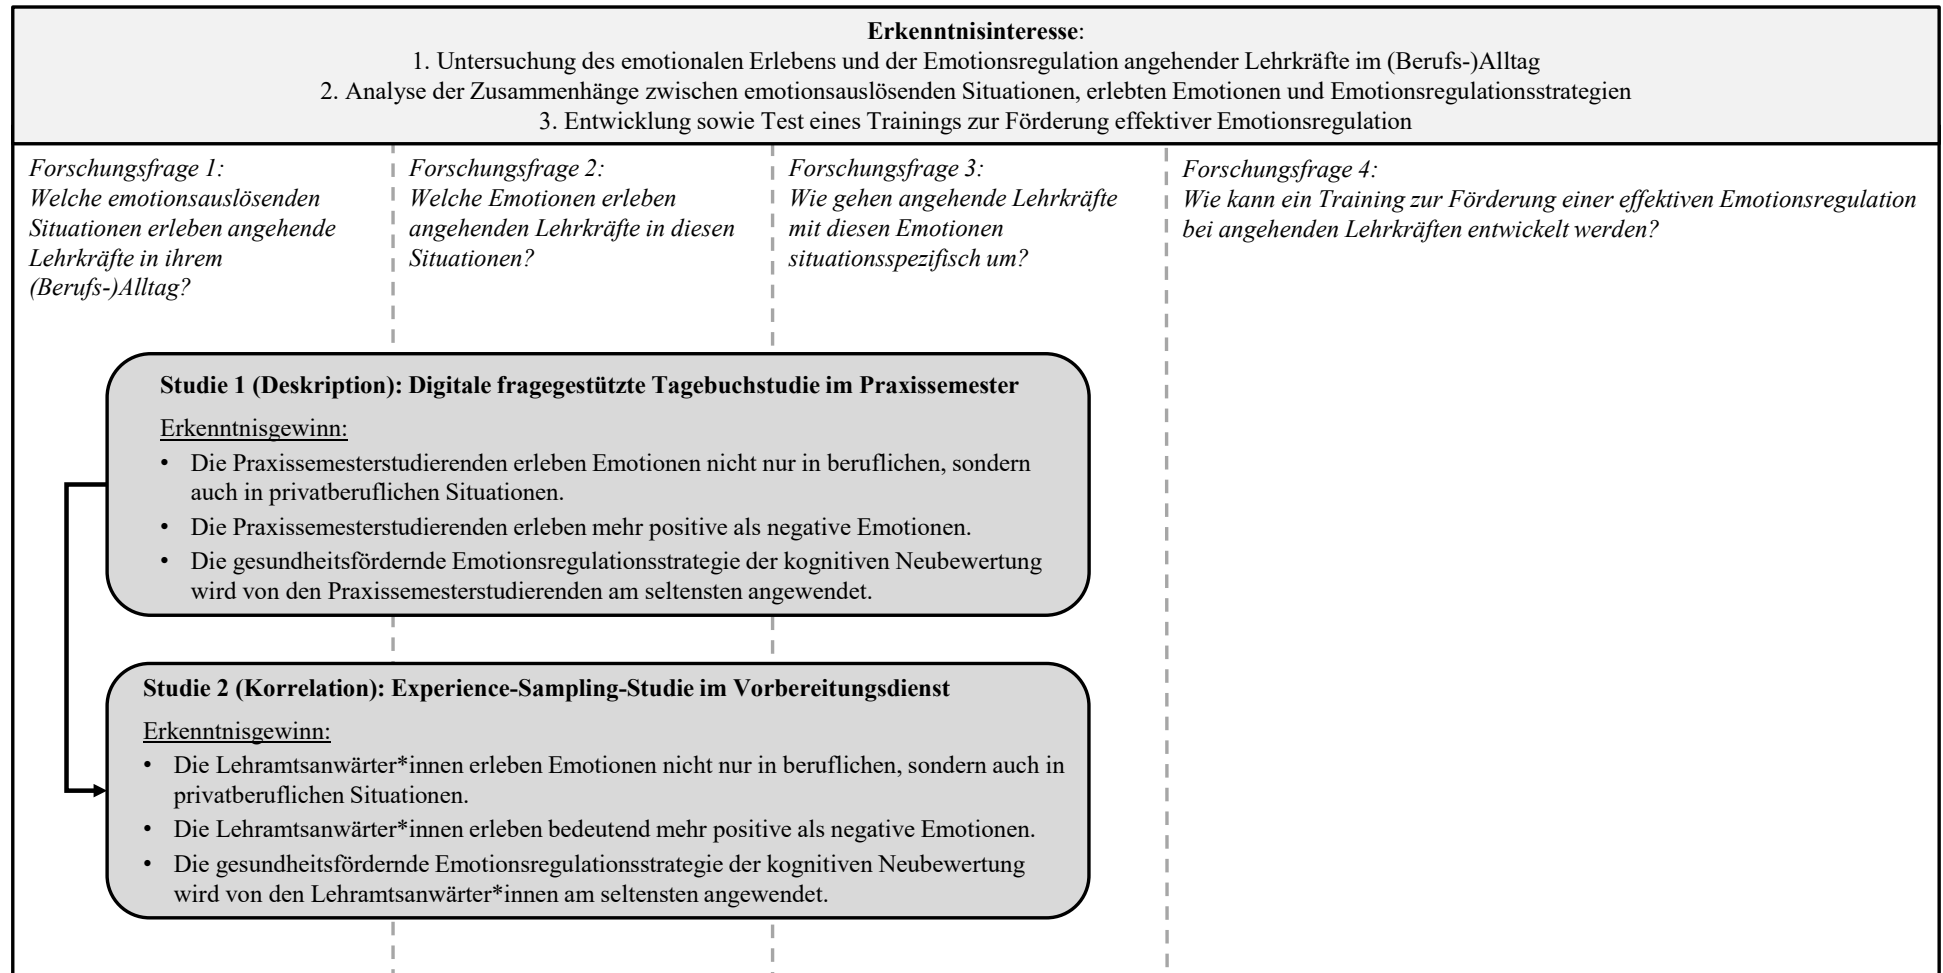 Erkenntnisinteresse:
1. Untersuchung des emotionalen Erlebens und der Emotionsregulation angehender Lehrkräfte im (Berufs-)Alltag
2. Analyse der Zusammenhänge zwischen emotionsauslösenden Situationen, erlebten Emotionen und Emotionsregulationsstrategien
3. Entwicklung sowie Test eines Trainings zur Förderung effektiver Emotionsregulation
Forschungsfrage 1:
Welche emotionsauslösenden
Situationen erleben angehende
Lehrkräfte in ihrem
(Berufs-)Alltag?
Forschungsfrage 2:
Welche Emotionen erleben
angehenden Lehrkräfte in diesen
Situationen?
Forschungsfrage 3:
Wie gehen angehende Lehrkräfte
mit diesen Emotionen
situationsspezifisch um?
Forschungsfrage 4:
Wie kann ein Training zur Förderung einer effektiven Emotionsregulation
bei angehenden Lehrkräften entwickelt werden?
Studie 1 (Deskription): Digitale fragegestützte Tagebuchstudie im Praxissemester
Erkenntnisgewinn:
• Die Praxissemesterstudierenden erleben Emotionen nicht nur in beruflichen, sondern
auch in privatberuflichen Situationen.
• Die Praxissemesterstudierenden erleben mehr positive als negative Emotionen.
• Die gesundheitsfördernde Emotionsregulationsstrategie der kognitiven Neubewertung
wird von den Praxissemesterstudierenden am seltensten angewendet.
Studie 2 (Korrelation): Experience-Sampling-Studie im Vorbereitungsdienst
Erkenntnisgewinn:
• Die Lehramtsanwärter*innen erleben Emotionen nicht nur in beruflichen, sondern auch in
privatberuflichen Situationen.
• Die Lehramtsanwärter*innen erleben bedeutend mehr positive als negative Emotionen.
• Die gesundheitsfördernde Emotionsregulationsstrategie der kognitiven Neubewertung
wird von den Lehramtsanwärter*innen am seltensten angewendet.